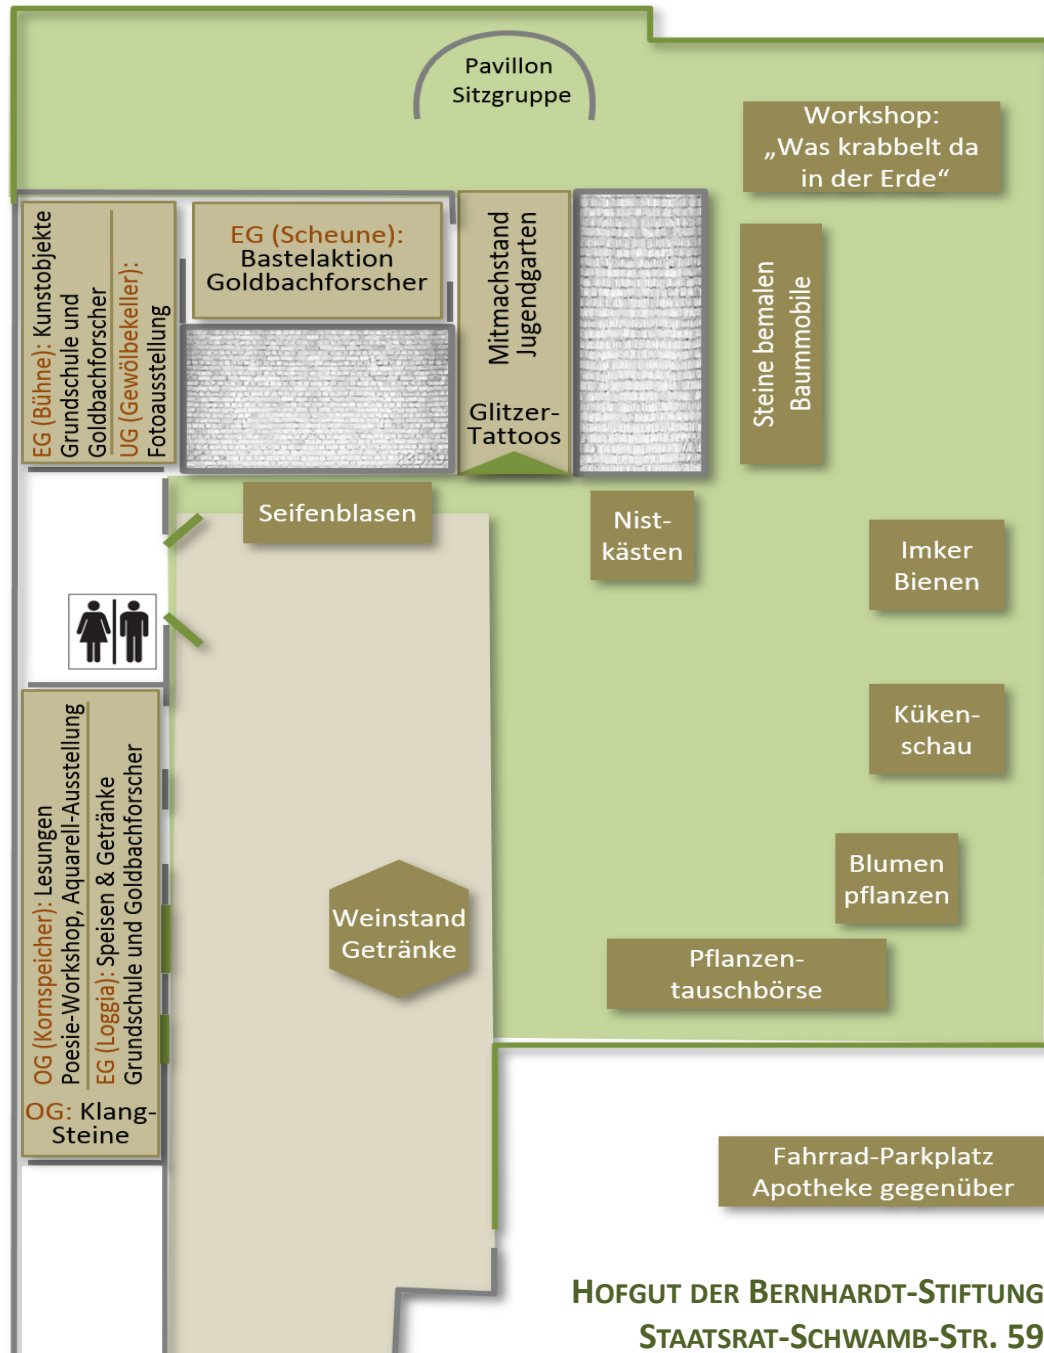 Pavillon
Sitzgruppe
Workshop:
„Was krabbelt da
in der Erde“
EG (Bühne): Kunstobjekte
Grundschule und
Goldbachforscher
UG (Gewölbekeller):
Fotoausstellung
EG (Scheune):
Bastelaktion
Goldbachforscher
Mitmachstand
Jugendgarten
Glitzer-
Tattoos
Steine bemalen
Baummobile
Seifenblasen
Nist-
kästen
Imker
Bienen
Küken-
schau
OG (Kornspeicher): Lesungen
Poesie-Workshop, Aquarell-Ausstellung
EG (Loggia): Speisen & Getränke
Grundschule und Goldbachforscher
OG: Klang-
Steine
Weinstand
Getränke
Blumen
pflanzen
Pflanzen-
tauschbörse
Fahrrad-Parkplatz
Apotheke gegenüber
HOFGUT DER BERNHARDT-STIFTUNG
STAATSRAT-SCHWAMB-STR. 59